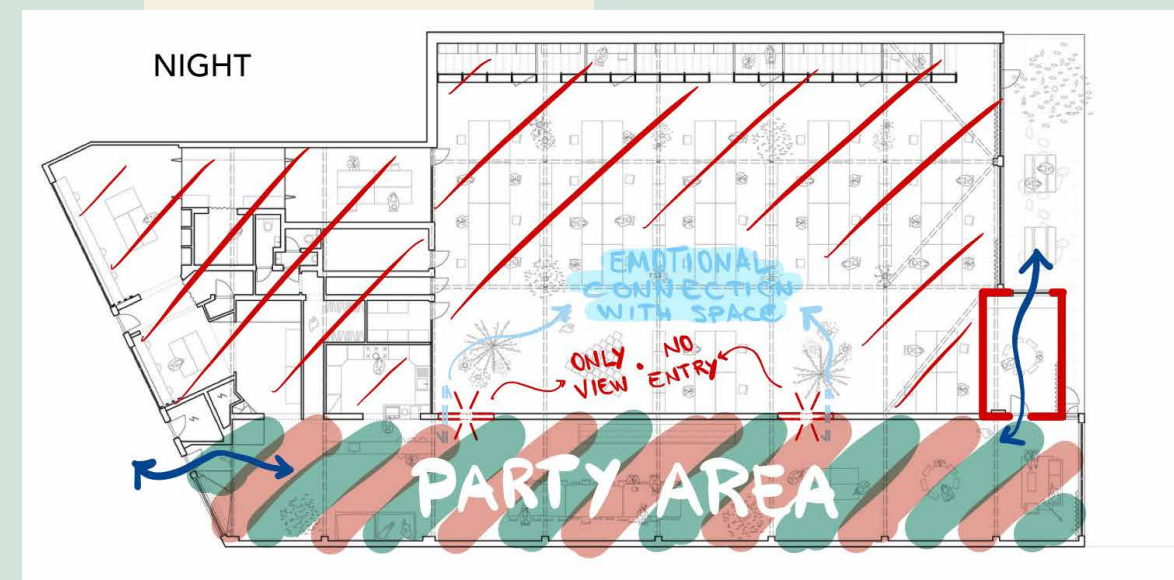 NIGHT
EMOTIONAL
CONNECTION
WITH SPACE
ONLY · NO
VIEW ENTRY
PARTY AREA